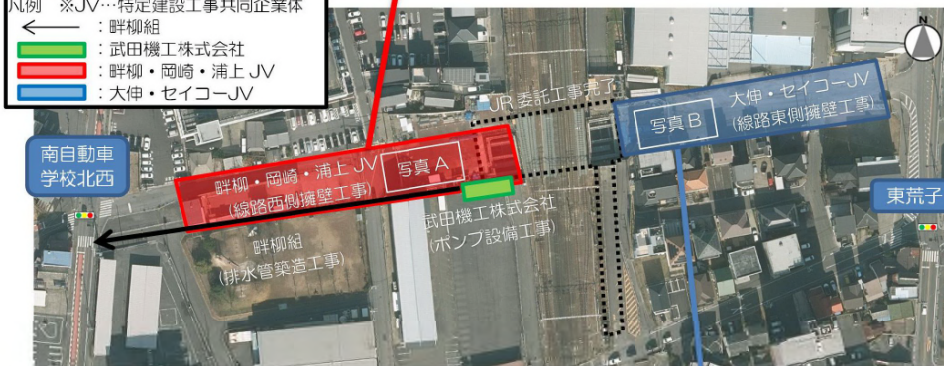 凡例 ※JV…特定建設工事共同企業体
：畔柳組
：武田機工株式会社
：畔柳・岡崎・浦上 JV
：大伸・セイコーJV
N
JR 委託工事完了
大伸・セイコーJV
(線路東側擁壁工事)
写真 B
南自動車
学校北西
畔柳・岡崎・浦上 JV
(線路西側擁壁工事)
写真 A
東荒子
武田機工株式会社
(ポンプ設備工事)
畔柳組
(排水管築造工事)